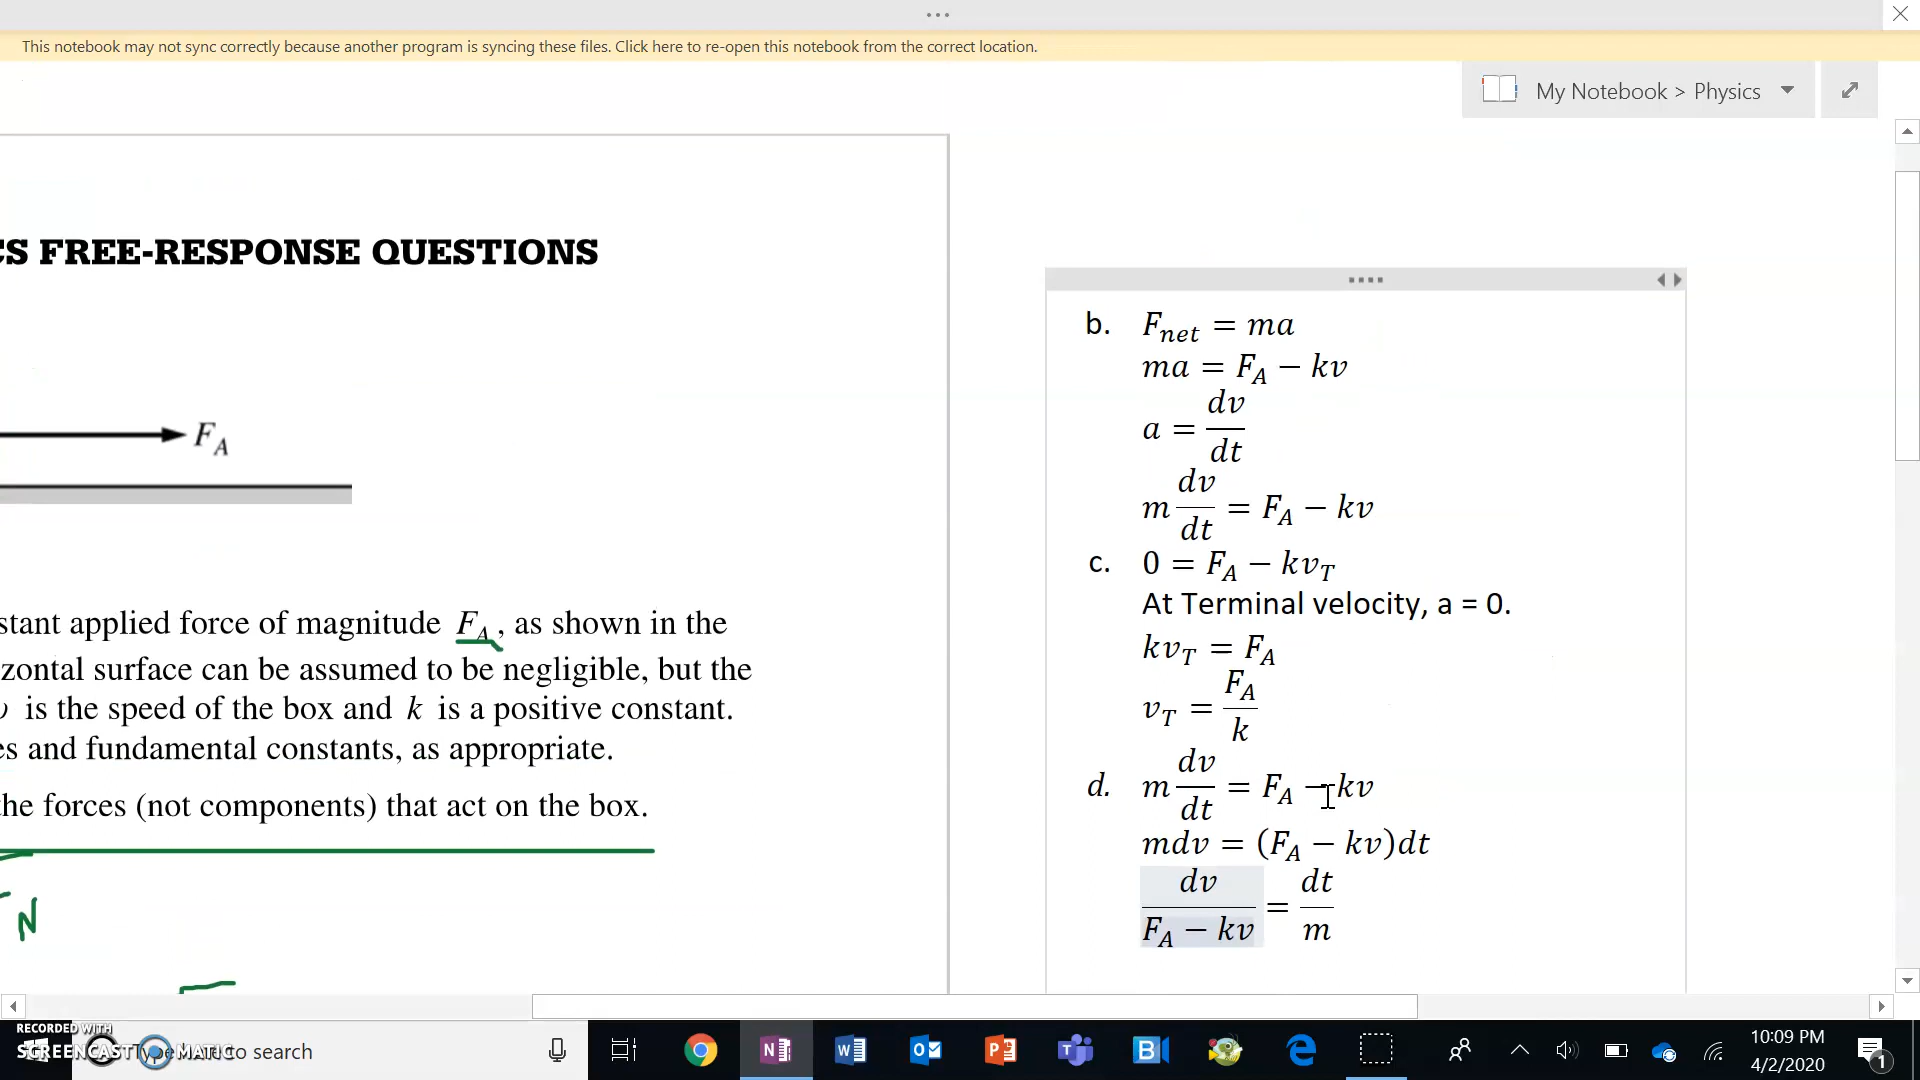 This notebook may not sync correctly because another program is syncing these files. Click here to re-open this notebook from the correct location.
My Notebook > Physics
CS FREE-RESPONSE QUESTIONS
F_A
stant applied force of magnitude F_A, as shown in the
zontal surface can be assumed to be negligible, but the
v is the speed of the box and k is a positive constant.
es and fundamental constants, as appropriate.
the forces (not components) that act on the box.
N
b. F_net = ma
ma = F_A − kv
a = dv/dt
m dv/dt = F_A − kv
c. 0 = F_A − kv_T
At Terminal velocity, a = 0.
kv_T = F_A
v_T = F_A/k
d. m dv/dt = F_A − kv
mdv = (F_A − kv)dt
dv/(F_A − kv) = dt/m
RECORDED WITH
SCREENCAST MATIC
Type here to search
10:09 PM
4/2/2020
1